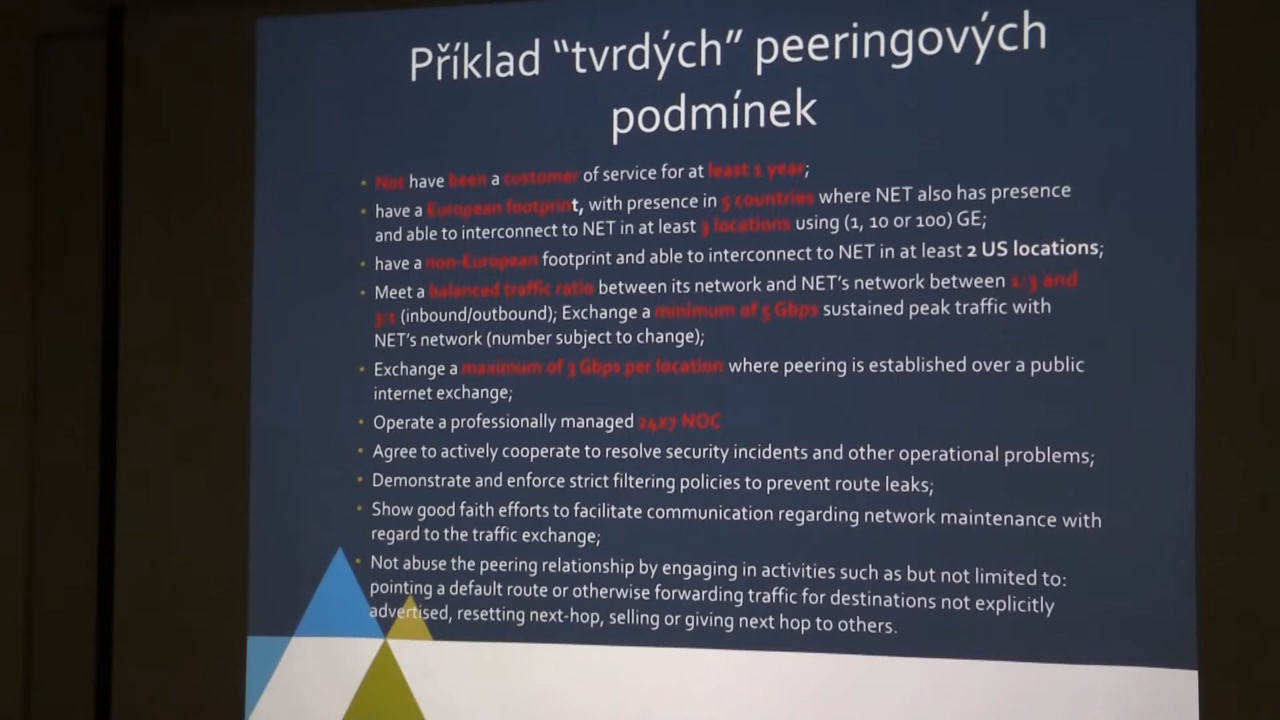 Příklad “tvrdých” peeringových
podmínek
• Not have been a customer of service for at least 1 year;
• have a European footprint, with presence in 5 countries where NET also has presence
and able to interconnect to NET in at least 3 locations using (1, 10 or 100) GE;
• have a non-European footprint and able to interconnect to NET in at least 2 US locations;
• Meet a balanced traffic ratio between its network and NET’s network between 1:3 and
3:1 (inbound/outbound); Exchange a minimum of 5 Gbps sustained peak traffic with
NET’s network (number subject to change);
• Exchange a maximum of 3 Gbps per location where peering is established over a public
internet exchange;
• Operate a professionally managed 24x7 NOC
• Agree to actively cooperate to resolve security incidents and other operational problems;
• Demonstrate and enforce strict filtering policies to prevent route leaks;
• Show good faith efforts to facilitate communication regarding network maintenance with
regard to the traffic exchange;
• Not abuse the peering relationship by engaging in activities such as but not limited to:
pointing a default route or otherwise forwarding traffic for destinations not explicitly
advertised, resetting next-hop, selling or giving next hop to others.